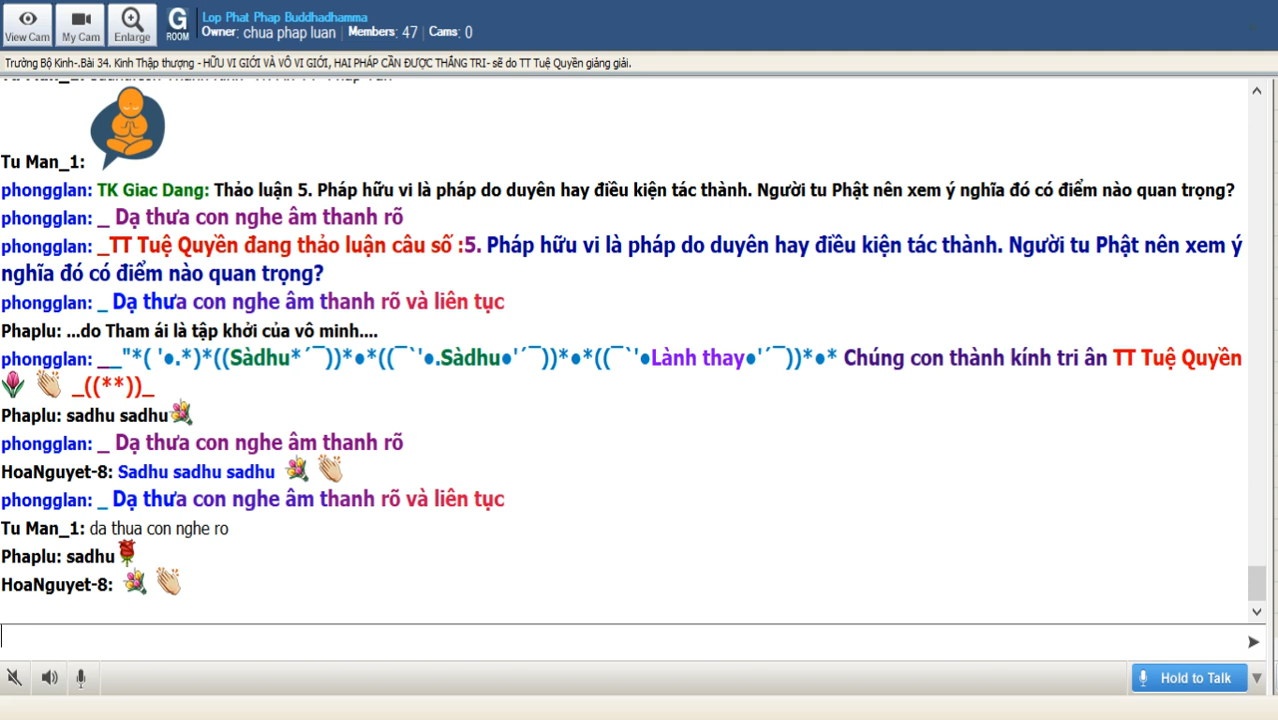 Lop Phat Phap Buddhadhamma
View Cam My Cam Enlarge G ROOM Owner: chua phap luan | Members: 47 | Cams: 0
Trường Bộ Kinh-.Bài 34. Kinh Thập thượng - HỮU VI GIỚI VÀ VÔ VI GIỚI, HAI PHÁP CẦN ĐƯỢC THẮNG TRI- sẽ do TT Tuệ Quyền giảng giải.
Tu Man_1:
phongglan: TK Giac Dang: Thảo luận 5. Pháp hữu vi là pháp do duyên hay điều kiện tác thành. Người tu Phật nên xem ý nghĩa đó có điểm nào quan trọng?
phongglan: _ Dạ thưa con nghe âm thanh rõ
phongglan: _TT Tuệ Quyền đang thảo luận câu số :5. Pháp hữu vi là pháp do duyên hay điều kiện tác thành. Người tu Phật nên xem ý
nghĩa đó có điểm nào quan trọng?
phongglan: _ Dạ thưa con nghe âm thanh rõ và liên tục
Phaplu: ...do Tham ái là tập khởi của vô minh....
phongglan: __"*( '●.*)*((Sàdhu*´¯))*●*((¯`'●.Sàdhu●'´¯))*●*((¯`'●Lành thay●'´¯))*●* Chúng con thành kính tri ân TT Tuệ Quyền
_((**))_
Phaplu: sadhu sadhu
phongglan: _ Dạ thưa con nghe âm thanh rõ
HoaNguyet-8: Sadhu sadhu sadhu
phongglan: _ Dạ thưa con nghe âm thanh rõ và liên tục
Tu Man_1: da thua con nghe ro
Phaplu: sadhu
HoaNguyet-8:
Hold to Talk